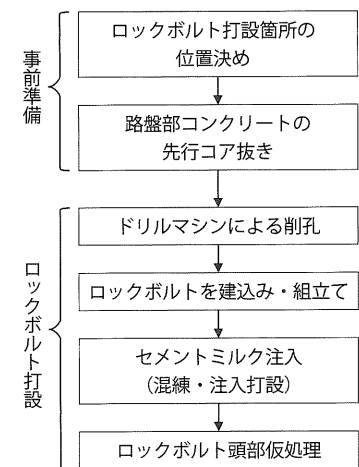 事前準備
ロックボルト打設箇所の
位置決め
路盤部コンクリートの
先行コア抜き
ロックボルト打設
ドリルマシンによる削孔
ロックボルトを建込み・組立て
セメントミルク注入
（混練・注入打設）
ロックボルト頭部仮処理